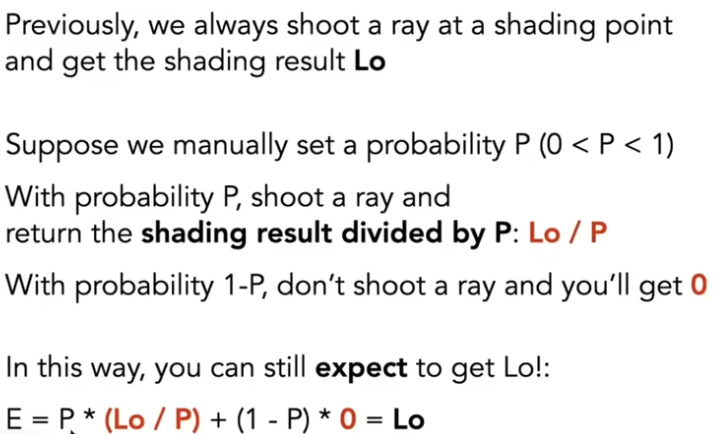 Previously, we always shoot a ray at a shading point
and get the shading result Lo
Suppose we manually set a probability P (0 < P < 1)
With probability P, shoot a ray and
return the shading result divided by P: Lo / P
With probability 1-P, don't shoot a ray and you'll get 0
In this way, you can still expect to get Lo!:
E = P * (Lo / P) + (1 - P) * 0 = Lo